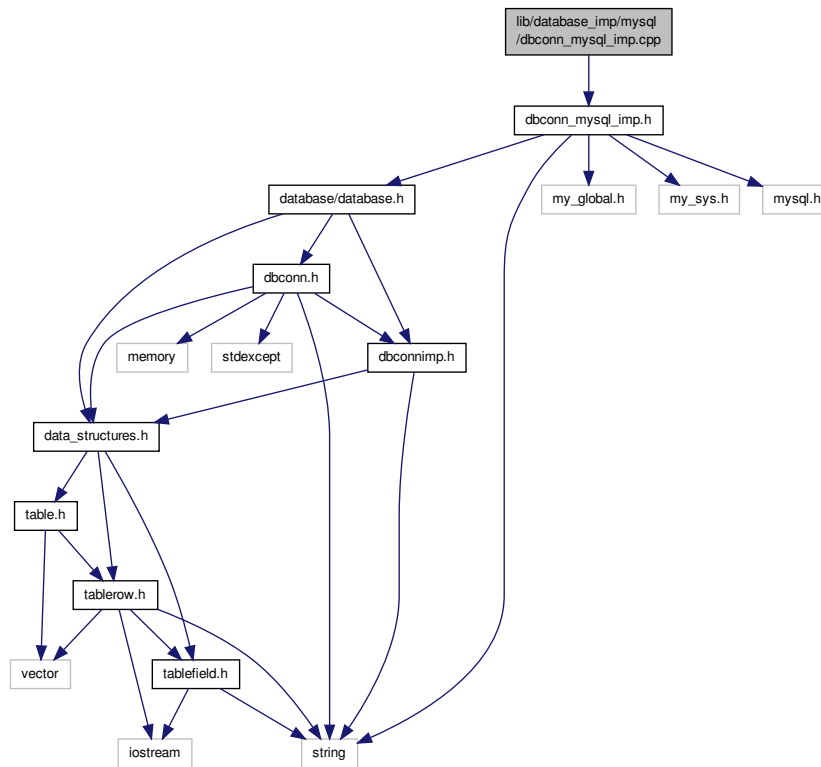 lib/database_imp/mysql
/dbconn_mysql_imp.cpp
dbconn_mysql_imp.h
database/database.h
my_global.h
my_sys.h
mysql.h
dbconn.h
memory
stdexcept
dbconnimp.h
data_structures.h
table.h
tablerow.h
vector
tablefield.h
iostream
string